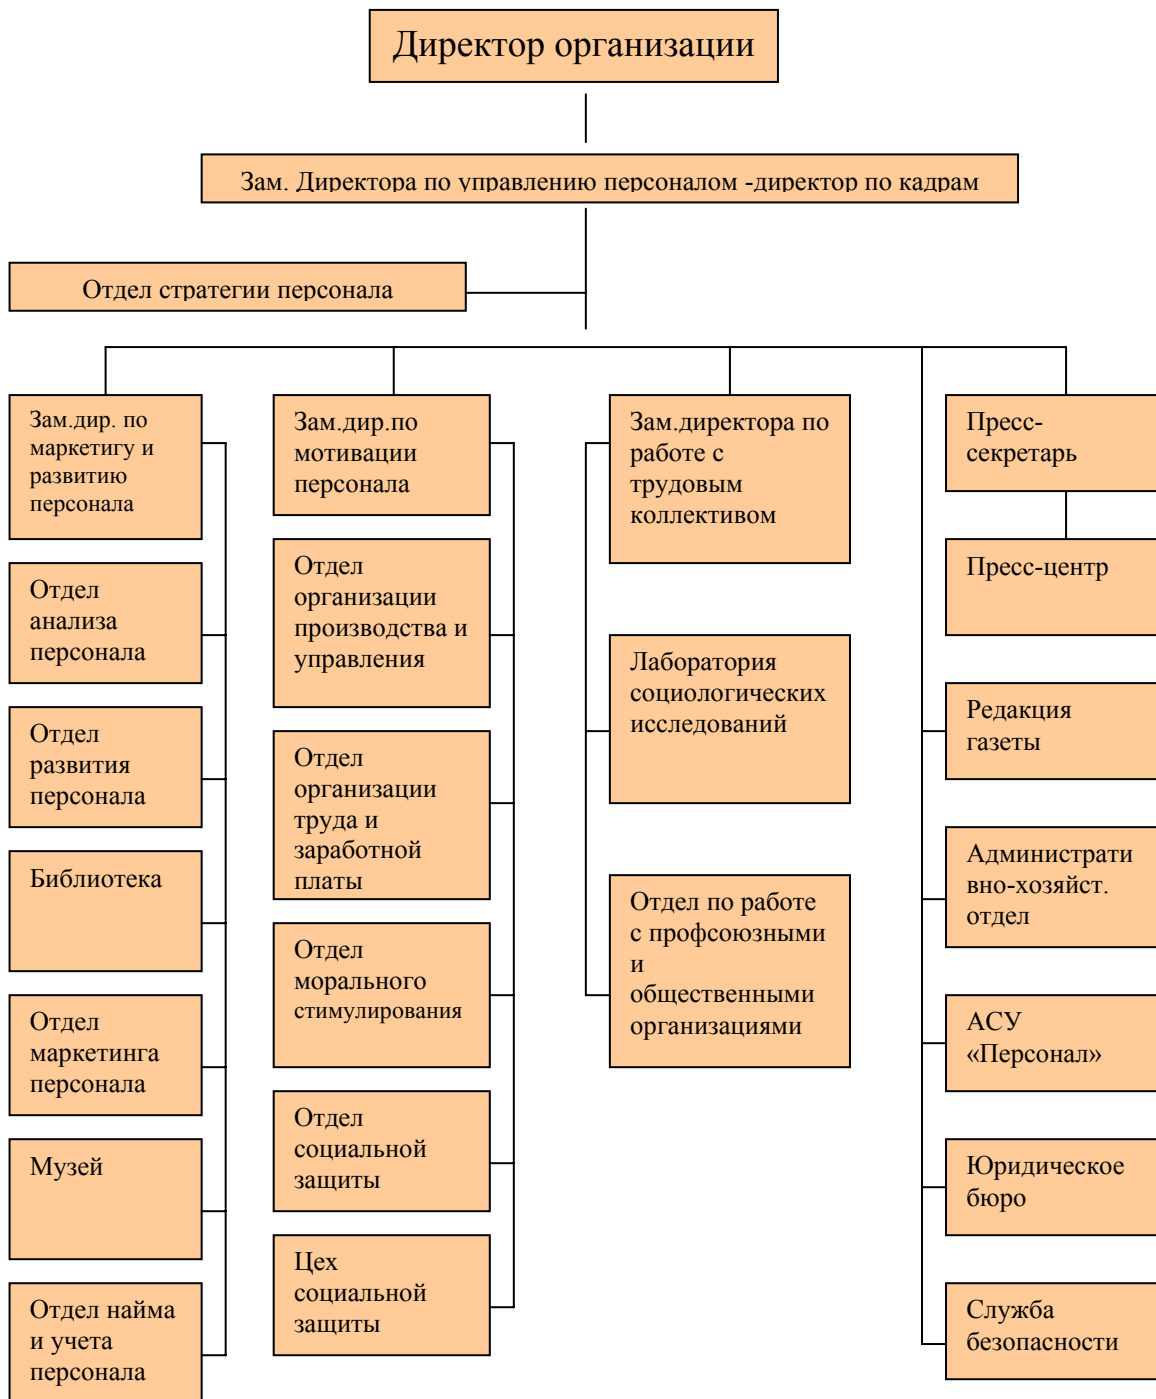 Директор организации
Зам. Директора по управлению персоналом -директор по кадрам
Отдел стратегии персонала
Зам.дир. по
маркетигу и
развитию
персонала
Отдел
анализа
персонала
Отдел
развития
персонала
Библиотека
Отдел
маркетинга
персонала
Музей
Отдел найма
и учета
персонала
Зам.дир.по
мотивации
персонала
Отдел
организации
производства и
управления
Отдел
организации
труда и
заработной
платы
Отдел
морального
стимулирования
Отдел
социальной
защиты
Цех
социальной
защиты
Зам.директора по
работе с
трудовым
коллективом
Лаборатория
социологических
исследований
Отдел по работе
с профсоюзными
и
общественными
организациями
Пресс-
секретарь
Пресс-центр
Редакция
газеты
Администрати
вно-хозяйст.
отдел
АСУ
«Персонал»
Юридическое
бюро
Служба
безопасности